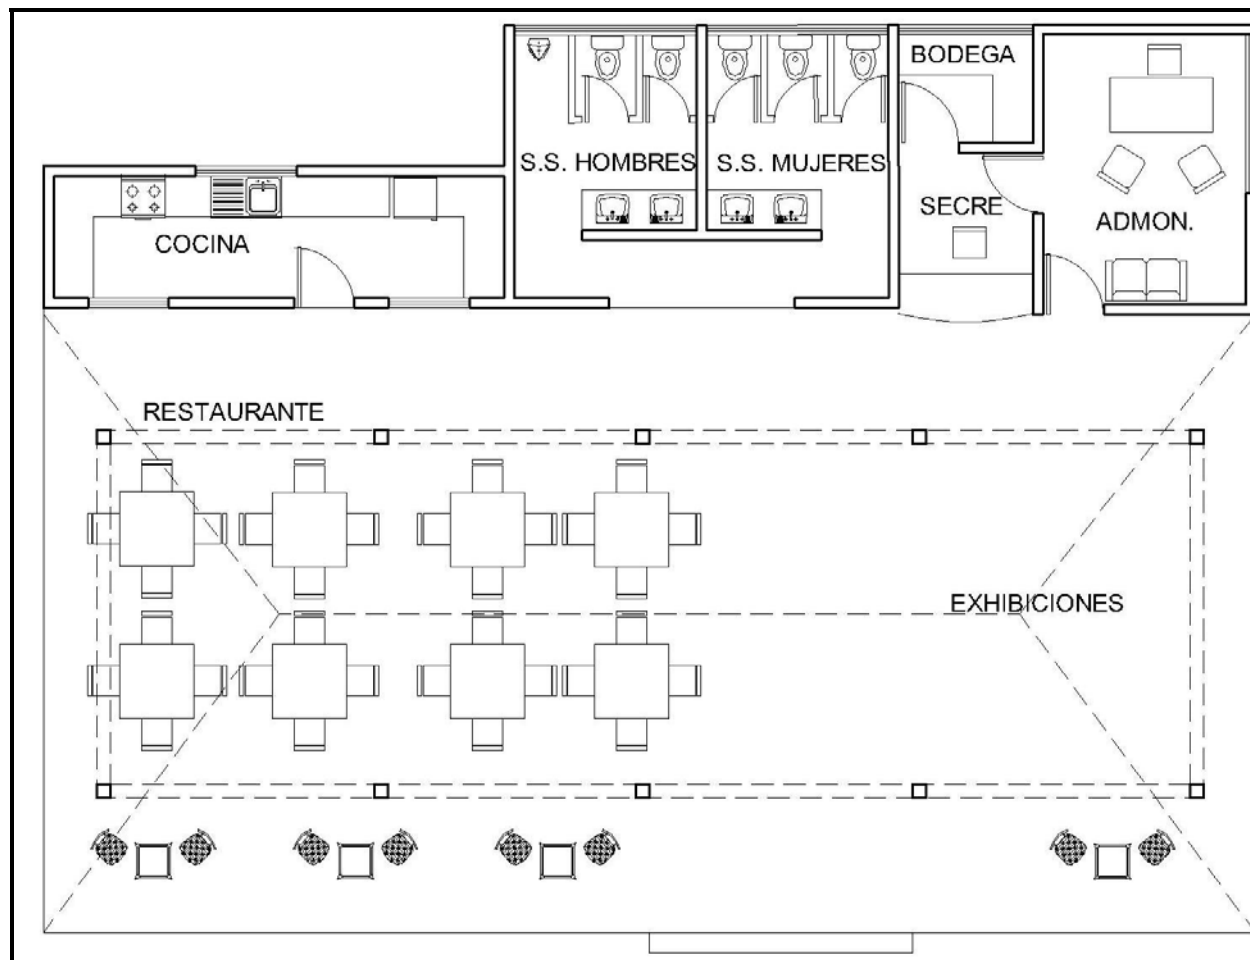 BODEGA
S.S. HOMBRES
S.S. MUJERES
SECRE
ADMON.
COCINA
RESTAURANTE
EXHIBICIONES